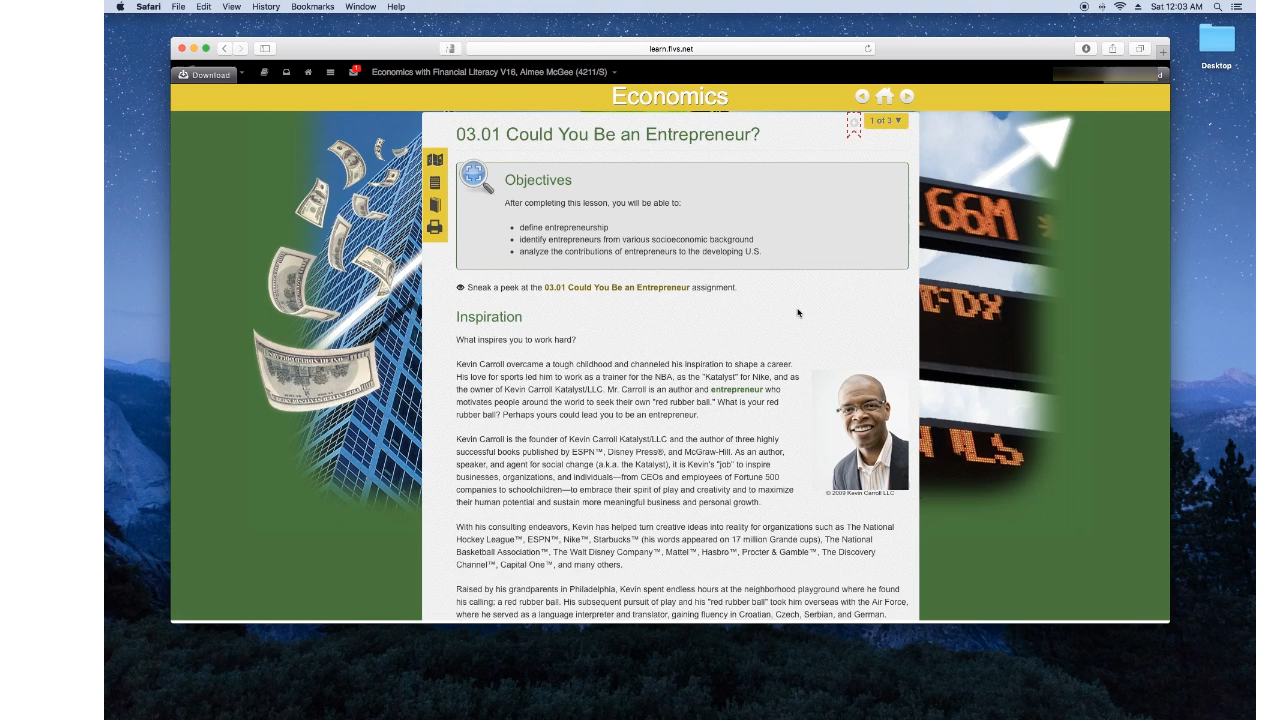 Safari File Edit View History Bookmarks Window Help
Sat 12:03 AM
learn.flvs.net
Desktop
Download
1
Economics with Financial Literacy V16, Aimee McGee (4211/S)
d
Economics
66M
03.01 Could You Be an Entrepreneur?
1 of 3 ▼
Objectives
After completing this lesson, you will be able to:
• define entrepreneurship
• identify entrepreneurs from various socioeconomic background
• analyze the contributions of entrepreneurs to the developing U.S.
Sneak a peek at the 03.01 Could You Be an Entrepreneur assignment.
Inspiration
What inspires you to work hard?
Kevin Carroll overcame a tough childhood and channeled his inspiration to shape a career.
His love for sports led him to work as a trainer for the NBA, as the "Katalyst" for Nike, and as
the owner of Kevin Carroll Katalyst/LLC. Mr. Carroll is an author and entrepreneur who
motivates people around the world to seek their own "red rubber ball." What is your red
rubber ball? Perhaps yours could lead you to be an entrepreneur.
Kevin Carroll is the founder of Kevin Carroll Katalyst/LLC and the author of three highly
successful books published by ESPN™, Disney Press®, and McGraw-Hill. As an author,
speaker, and agent for social change (a.k.a. the Katalyst), it is Kevin's "job" to inspire
businesses, organizations, and individuals—from CEOs and employees of Fortune 500
companies to schoolchildren—to embrace their spirit of play and creativity and to maximize
their human potential and sustain more meaningful business and personal growth.
© 2009 Kevin Carroll LLC
With his consulting endeavors, Kevin has helped turn creative ideas into reality for organizations such as The National
Hockey League™, ESPN™, Nike™, Starbucks™ (his words appeared on 17 million Grande cups), The National
Basketball Association™, The Walt Disney Company™, Mattel™, Hasbro™, Procter & Gamble™, The Discovery
Channel™, Capital One™, and many others.
Raised by his grandparents in Philadelphia, Kevin spent endless hours at the neighborhood playground where he found
his calling: a red rubber ball. His subsequent pursuit of play and his "red rubber ball" took him overseas with the Air Force,
where he served as a language interpreter and translator, gaining fluency in Croatian, Czech, Serbian, and German.